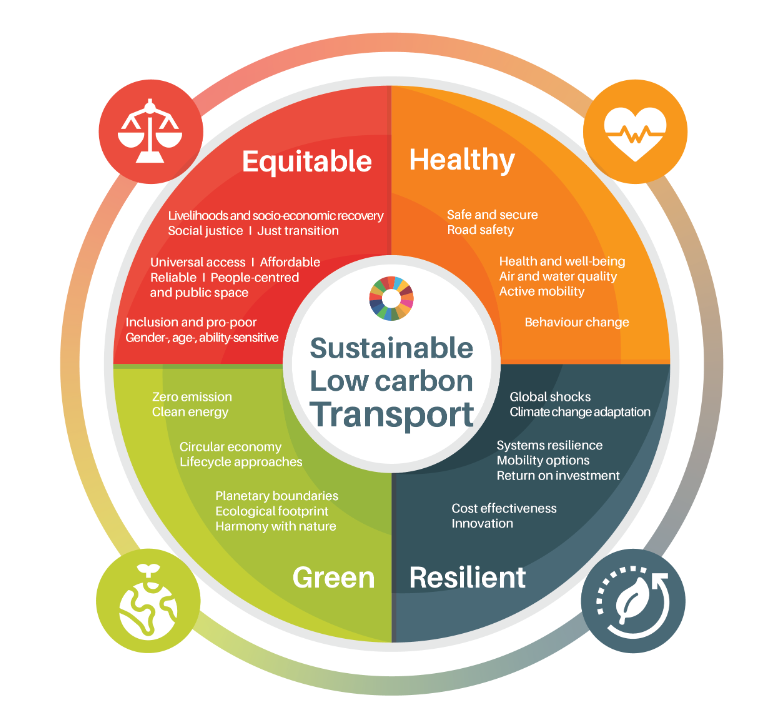 Equitable
Livelihoods and socio-economic recovery
Social justice I Just transition
Universal access I Affordable
Reliable I People-centred
and public space
Inclusion and pro-poor
Gender-, age-, ability-sensitive
Healthy
Safe and secure
Road safety
Health and well-being
Air and water quality
Active mobility
Behaviour change
Sustainable
Low carbon
Transport
Zero emission
Clean energy
Circular economy
Lifecycle approaches
Planetary boundaries
Ecological footprint
Harmony with nature
Green
Global shocks
Climate change adaptation
Systems resilience
Mobility options
Return on investment
Cost effectiveness
Innovation
Resilient